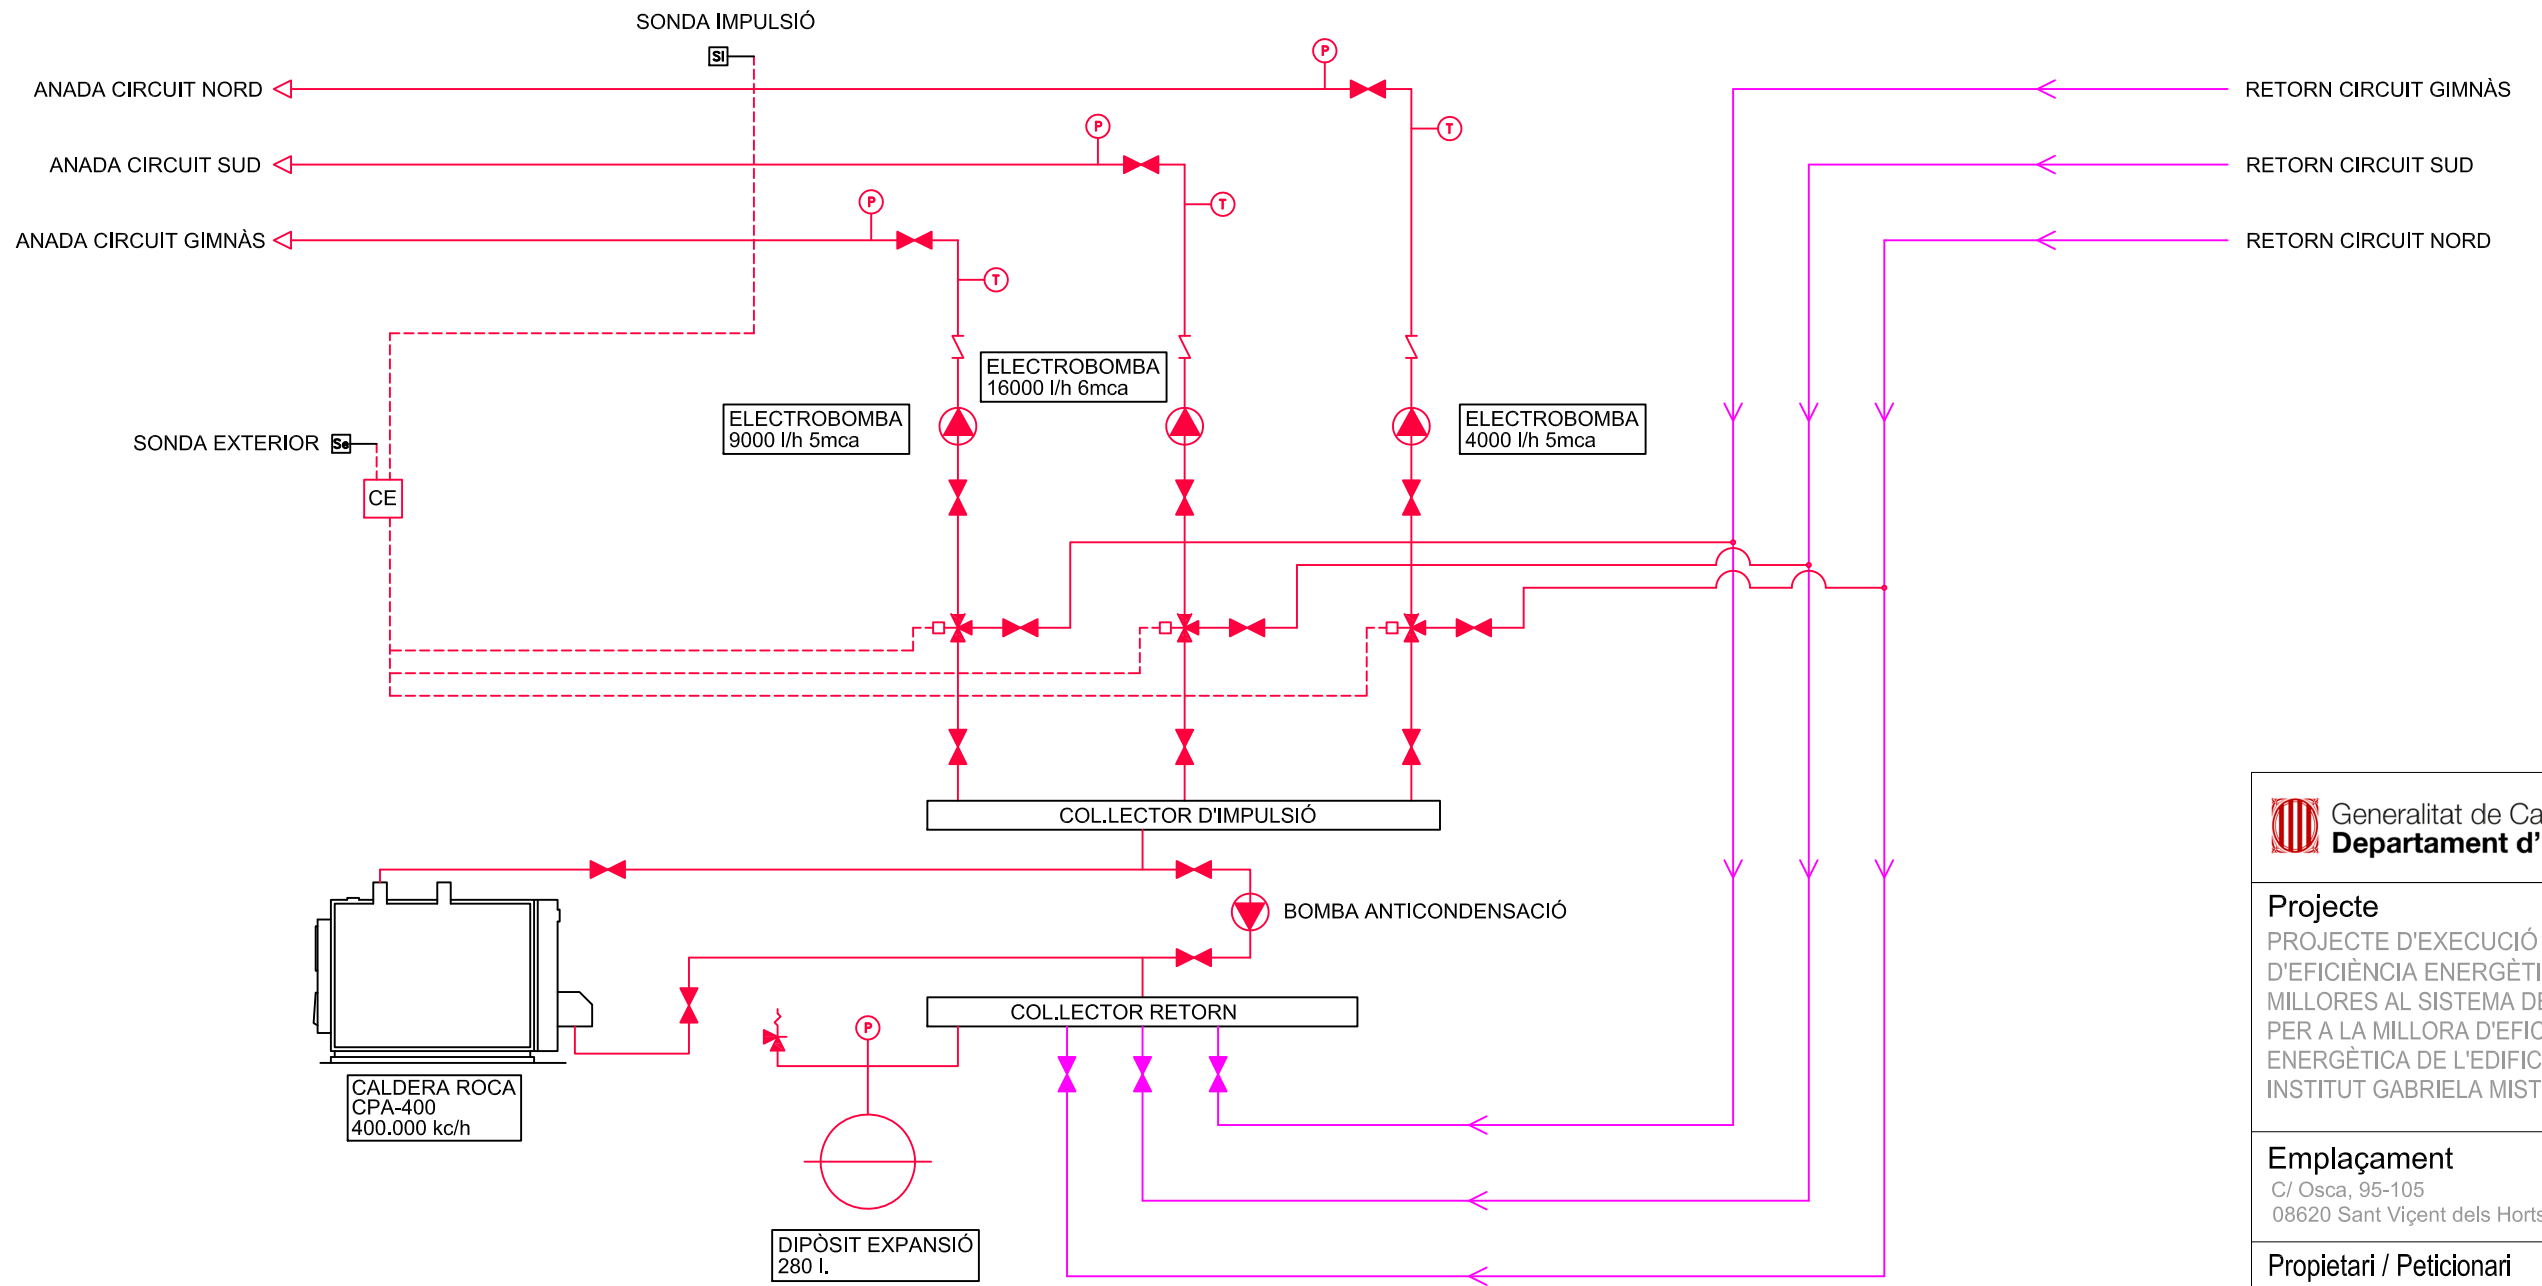 SONDA IMPULSIÓ
SI
P
ANADA CIRCUIT NORD
RETORN CIRCUIT GIMNÀS
P
T
ANADA CIRCUIT SUD
RETORN CIRCUIT SUD
P
T
ANADA CIRCUIT GIMNÀS
RETORN CIRCUIT NORD
T
ELECTROBOMBA
16000 l/h 6mca
ELECTROBOMBA
9000 l/h 5mca
ELECTROBOMBA
4000 l/h 5mca
SONDA EXTERIOR
Se
CE
COL.LECTOR D'IMPULSIÓ
BOMBA ANTICONDENSACIÓ
COL.LECTOR RETORN
P
CALDERA ROCA
CPA-400
400.000 kc/h
DIPÒSIT EXPANSIÓ
280 l.
Generalitat de Ca
Departament d'
Projecte
PROJECTE D'EXECUCIÓ
D'EFICIÈNCIA ENERGÈTI
MILLORES AL SISTEMA DE
PER A LA MILLORA D'EFIC
ENERGÈTICA DE L'EDIFIC
INSTITUT GABRIELA MIST
Emplaçament
C/ Osca, 95-105
08620 Sant Viçent dels Horts
Propietari / Peticionari